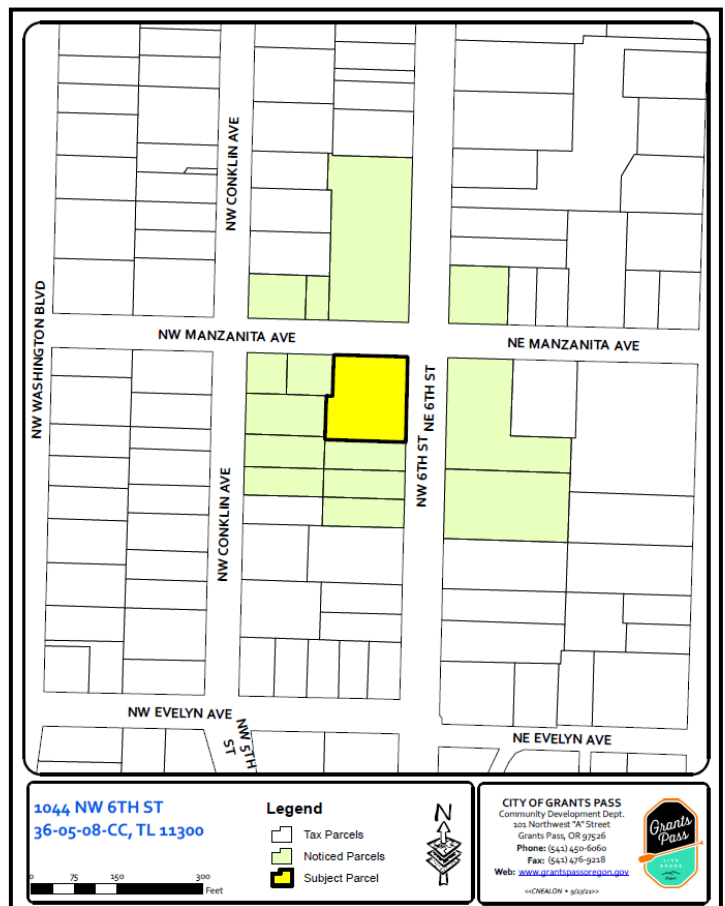 NW CONKLIN AVE
NW WASHINGTON BLVD
NW MANZANITA AVE
NE MANZANITA AVE
NE 6TH ST
NW 6TH ST
NW CONKLIN AVE
NW EVELYN AVE
NW 5TH
ST
NE EVELYN AVE
1044 NW 6TH ST
36-05-08-CC, TL 11300
0 75 150 300
Feet
Legend
Tax Parcels
Noticed Parcels
Subject Parcel
N
CITY OF GRANTS PASS
Community Development Dept.
101 Northwest "A" Street
Grants Pass, OR 97526
Phone: (541) 450-6060
Fax: (541) 476-9218
Web: www.grantspassoregon.gov
<<CNEALON • 9/23/21>>
Grants
Pass